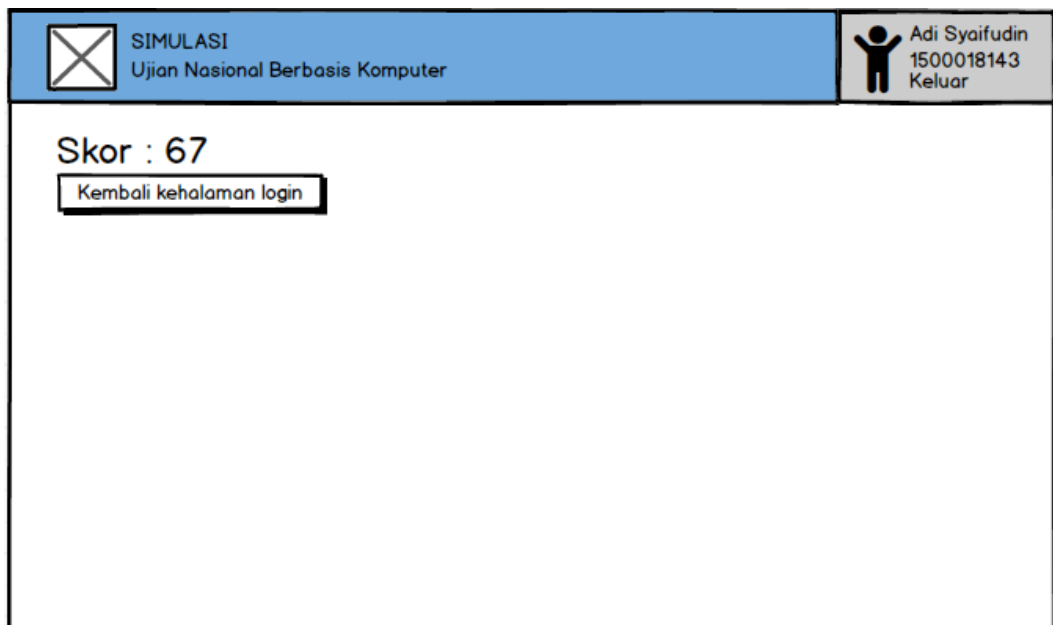 SIMULASI
Ujian Nasional Berbasis Komputer
Adi Syaifudin
1500018143
Keluar
Skor : 67
Kembali kehalaman login